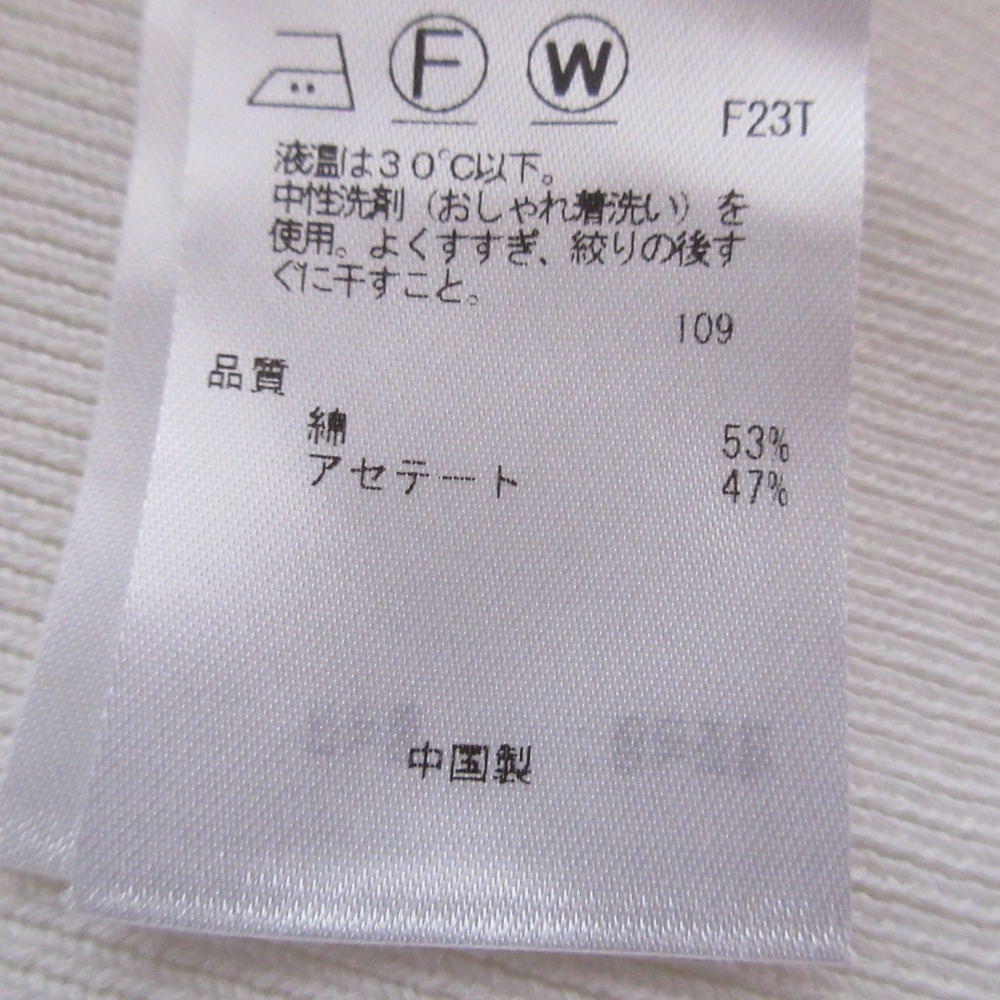 F W
F23T
液温は30℃以下。
中性洗剤（おしゃれ着洗い）を
使用。よくすすぎ、絞りの後す
ぐに干すこと。
109
品質
綿 53%
アセテート 47%
中国製